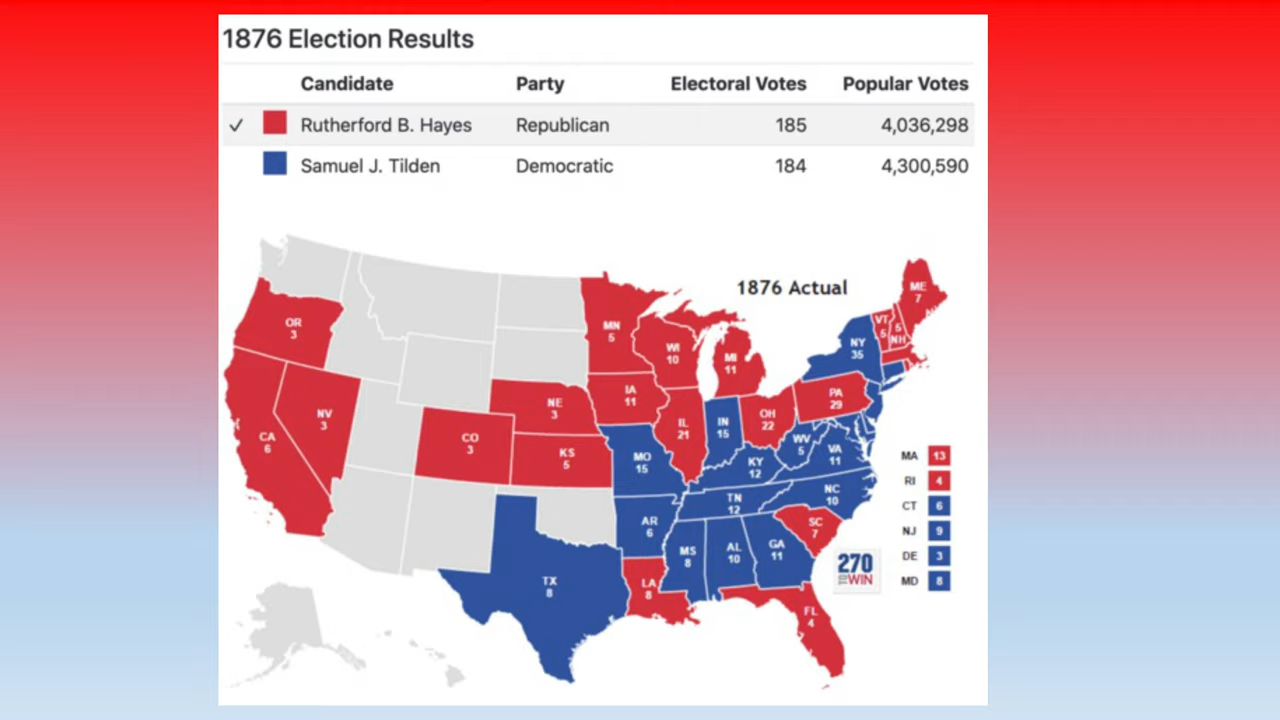 1876 Election Results
Candidate Party Electoral Votes Popular Votes
✓ Rutherford B. Hayes Republican 185 4,036,298
Samuel J. Tilden Democratic 184 4,300,590
1876 Actual
ME
7
OR
3
MN
5
VT
5
5
NH
NY
35
WI
10
MI
11
IA
11
PA
29
NE
3
NV
3
CA
6
CO
3
KS
5
IL
21
IN
15
OH
22
WV
5
VA
11
MO
15
KY
12
NC
10
TN
12
AR
6
SC
7
MS
8
AL
10
GA
11
TX
8
LA
8
FL
4
MA 13
RI 4
CT 6
NJ 9
DE 3
MD 8
270
TO WIN